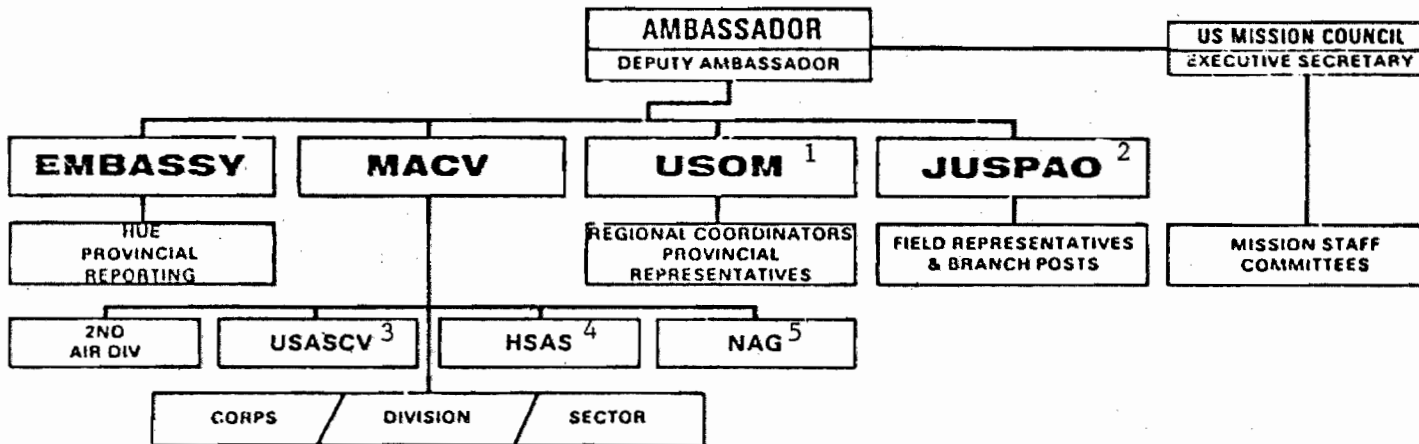 AMBASSADOR
DEPUTY AMBASSADOR
US MISSION COUNCIL
EXECUTIVE SECRETARY
EMBASSY
MACV
USOM 1
JUSPAO 2
HUE
PROVINCIAL
REPORTING
REGIONAL COORDINATORS
PROVINCIAL
REPRESENTATIVES
FIELD REPRESENTATIVES
& BRANCH POSTS
MISSION STAFF
COMMITTEES
2ND
AIR DIV
USASCV 3
HSAS 4
NAG 5
CORPS
DIVISION
SECTOR